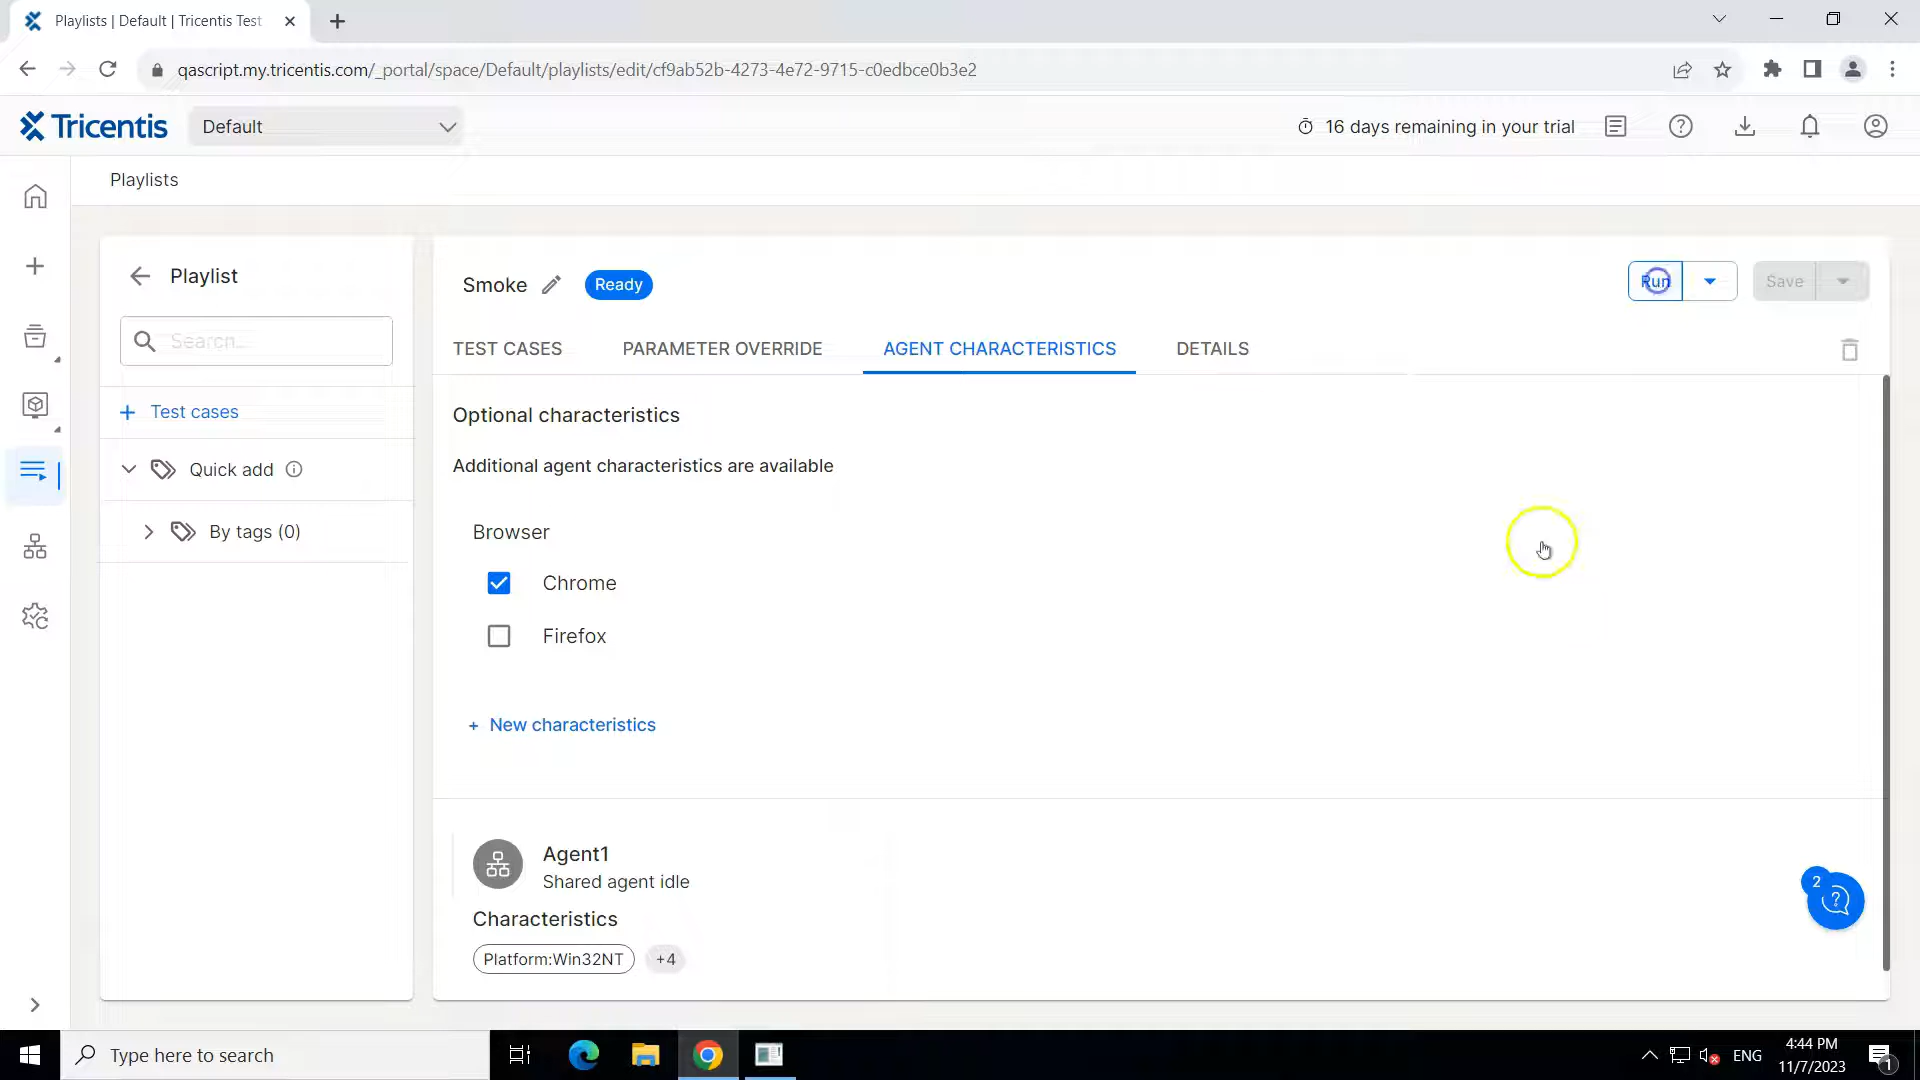 Playlists | Default | Tricentis Test
qascript.my.tricentis.com/_portal/space/Default/playlists/edit/cf9ab52b-4273-4e72-9715-c0edbce0b3e2
Tricentis
Default
16 days remaining in your trial
Playlists
Playlist
Search...
+ Test cases
Quick add
By tags (0)
Smoke
Ready
Run
Save
TEST CASES
PARAMETER OVERRIDE
AGENT CHARACTERISTICS
DETAILS
Optional characteristics
Additional agent characteristics are available
Browser
Chrome
Firefox
+ New characteristics
Agent1
Shared agent idle
Characteristics
Platform:Win32NT
+4
2
Type here to search
ENG
4:44 PM
11/7/2023
1